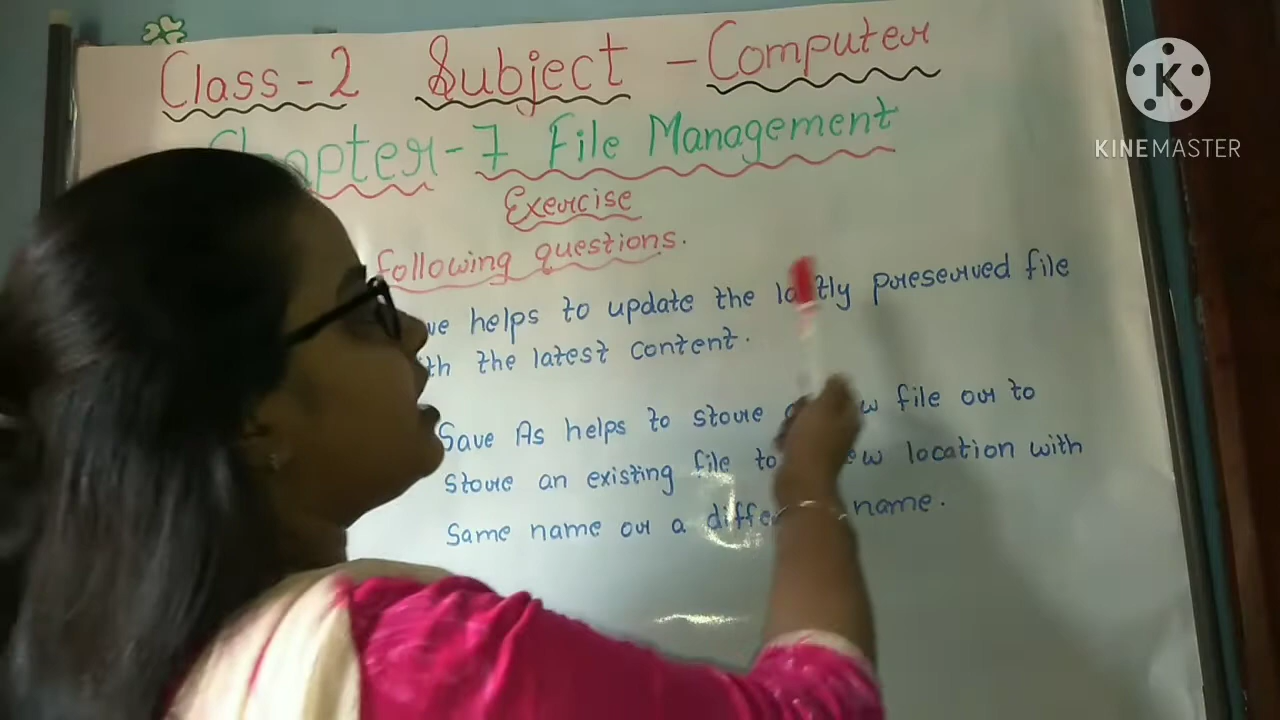 Class-2 Subject - Computer
Chapter-7 File Management
Exercise
following questions.
helps to update the lastly preserved file
the latest content.
Save As helps to store file or to
store an existing file to location with
Same name or a name.
KINEMASTER